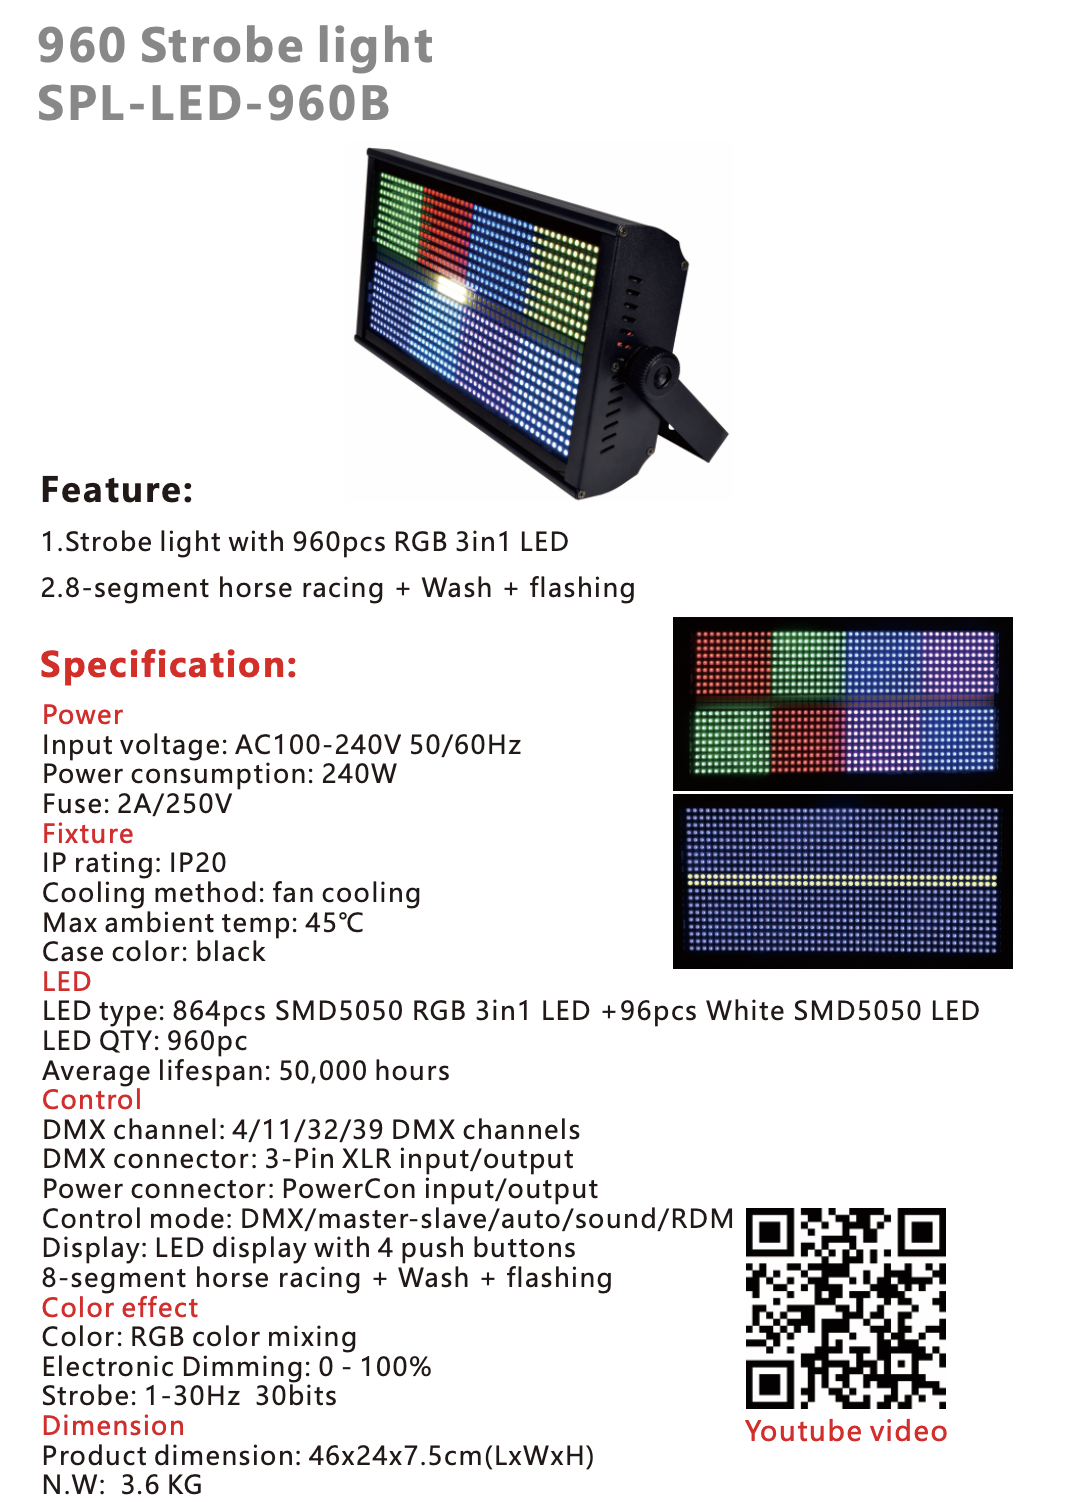 960 Strobe light
SPL-LED-960B
Feature:
1.Strobe light with 960pcs RGB 3in1 LED
2.8-segment horse racing + Wash + flashing
Specification:
Power
Input voltage: AC100-240V 50/60Hz
Power consumption: 240W
Fuse: 2A/250V
Fixture
IP rating: IP20
Cooling method: fan cooling
Max ambient temp: 45℃
Case color: black
LED
LED type: 864pcs SMD5050 RGB 3in1 LED +96pcs White SMD5050 LED
LED QTY: 960pc
Average lifespan: 50,000 hours
Control
DMX channel: 4/11/32/39 DMX channels
DMX connector: 3-Pin XLR input/output
Power connector: PowerCon input/output
Control mode: DMX/master-slave/auto/sound/RDM
Display: LED display with 4 push buttons
8-segment horse racing + Wash + flashing
Color effect
Color: RGB color mixing
Electronic Dimming: 0 - 100%
Strobe: 1-30Hz  30bits
Dimension
Product dimension: 46x24x7.5cm(LxWxH)
N.W:  3.6 KG
Youtube video